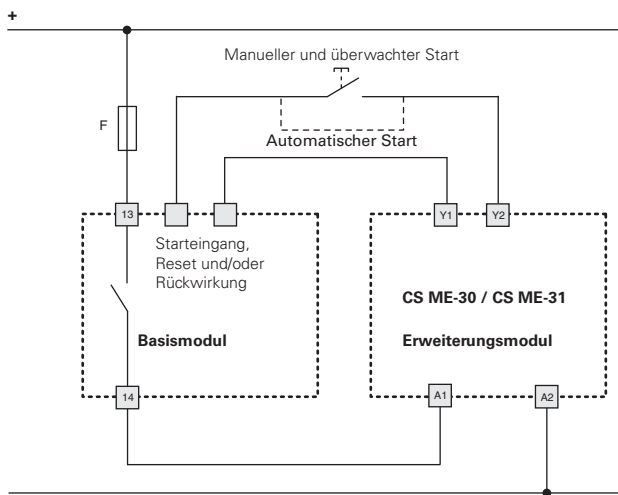 +
Manueller und überwachter Start
F
Automatischer Start
13
Y1
Y2
Starteingang,
Reset und/oder
Rückwirkung
CS ME-30 / CS ME-31
Basismodul
Erweiterungsmodul
14
A1
A2